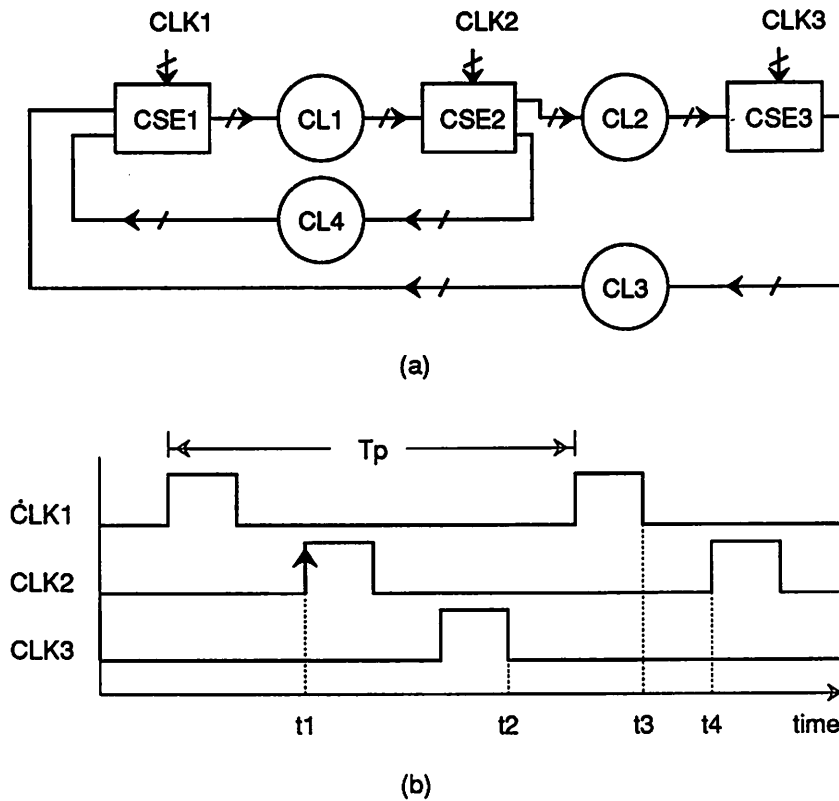 CLK1 CLK2 CLK3
CSE1 CL1 CSE2 CL2 CSE3
CL4
CL3
(a)
Tp
CLK1
CLK2
CLK3
t1 t2 t3 t4 time
(b)